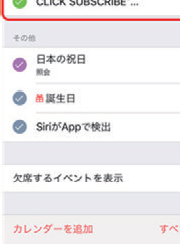 CLICK SUBSCRIBE ...
その他
日本の祝日
照会
誕生日
SiriがAppで検出
欠席するイベントを表示
カレンダーを追加
すべ